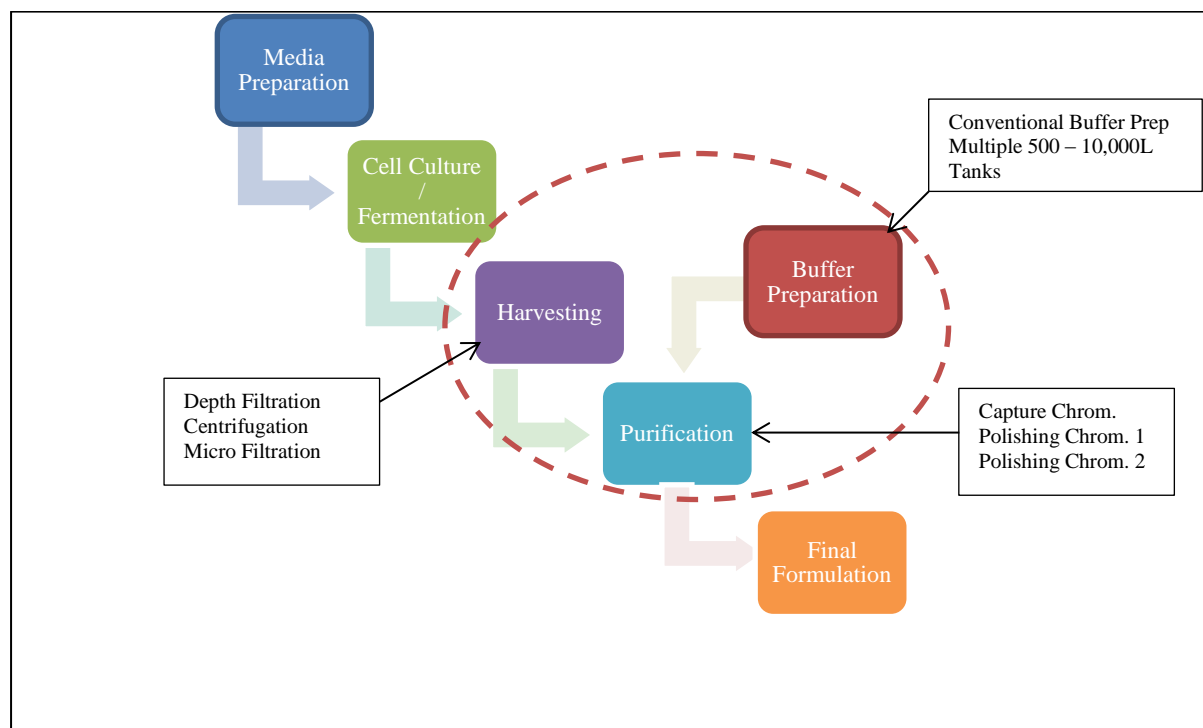 Media
Preparation
Cell Culture
/
Fermentation
Conventional Buffer Prep
Multiple 500 – 10,000L
Tanks
Buffer
Preparation
Harvesting
Depth Filtration
Centrifugation
Micro Filtration
Purification
Capture Chrom.
Polishing Chrom. 1
Polishing Chrom. 2
Final
Formulation